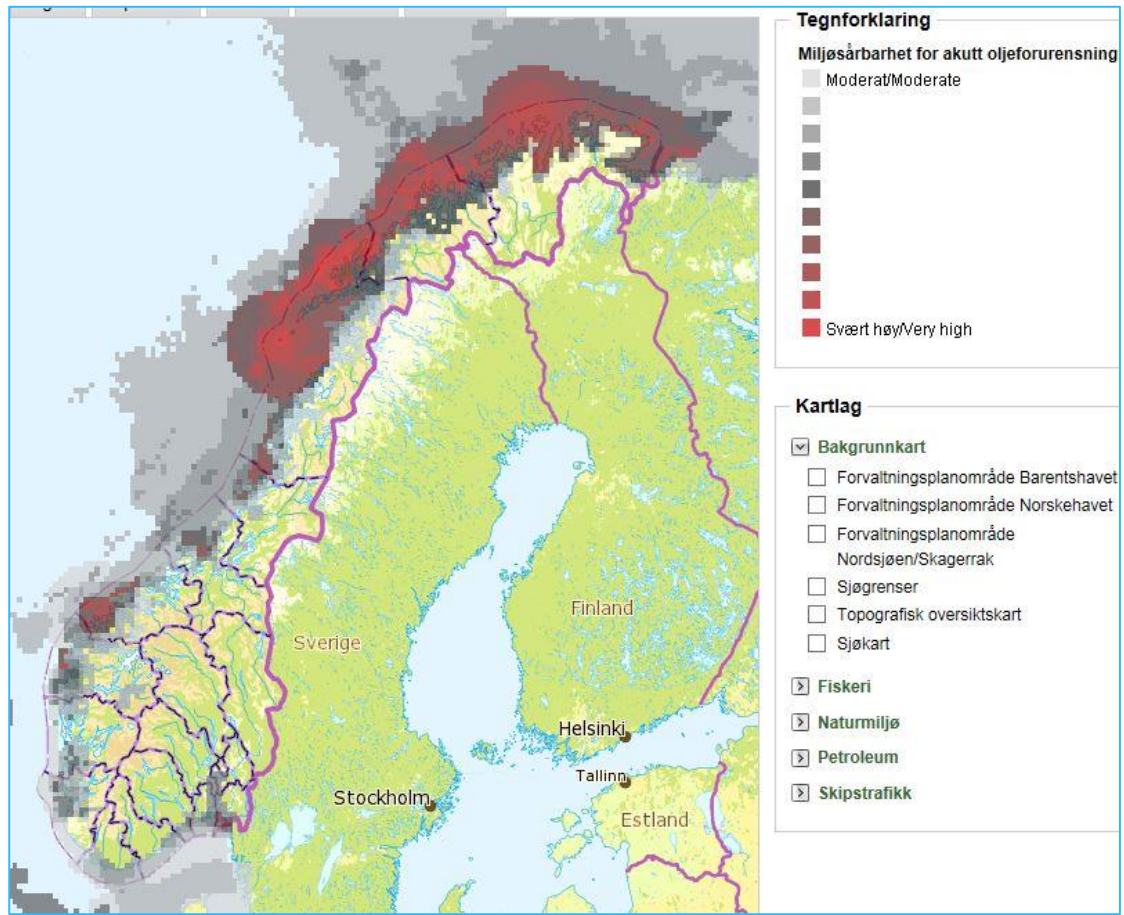 Tegnforklaring
Miljøsårbarhet for akutt oljeforurensning
Moderat/Moderate
Svært høy/Very high
Kartlag
Bakgrunnkart
Forvaltningsplanområde Barentshavet
Forvaltningsplanområde Norskehavet
Forvaltningsplanområde
Nordsjøen/Skagerrak
Sjøgrenser
Topografisk oversiktskart
Sjøkart
Fiskeri
Naturmiljø
Petroleum
Skipstrafikk
Finland
Sverige
Helsinki
Tallinn
Stockholm
Estland